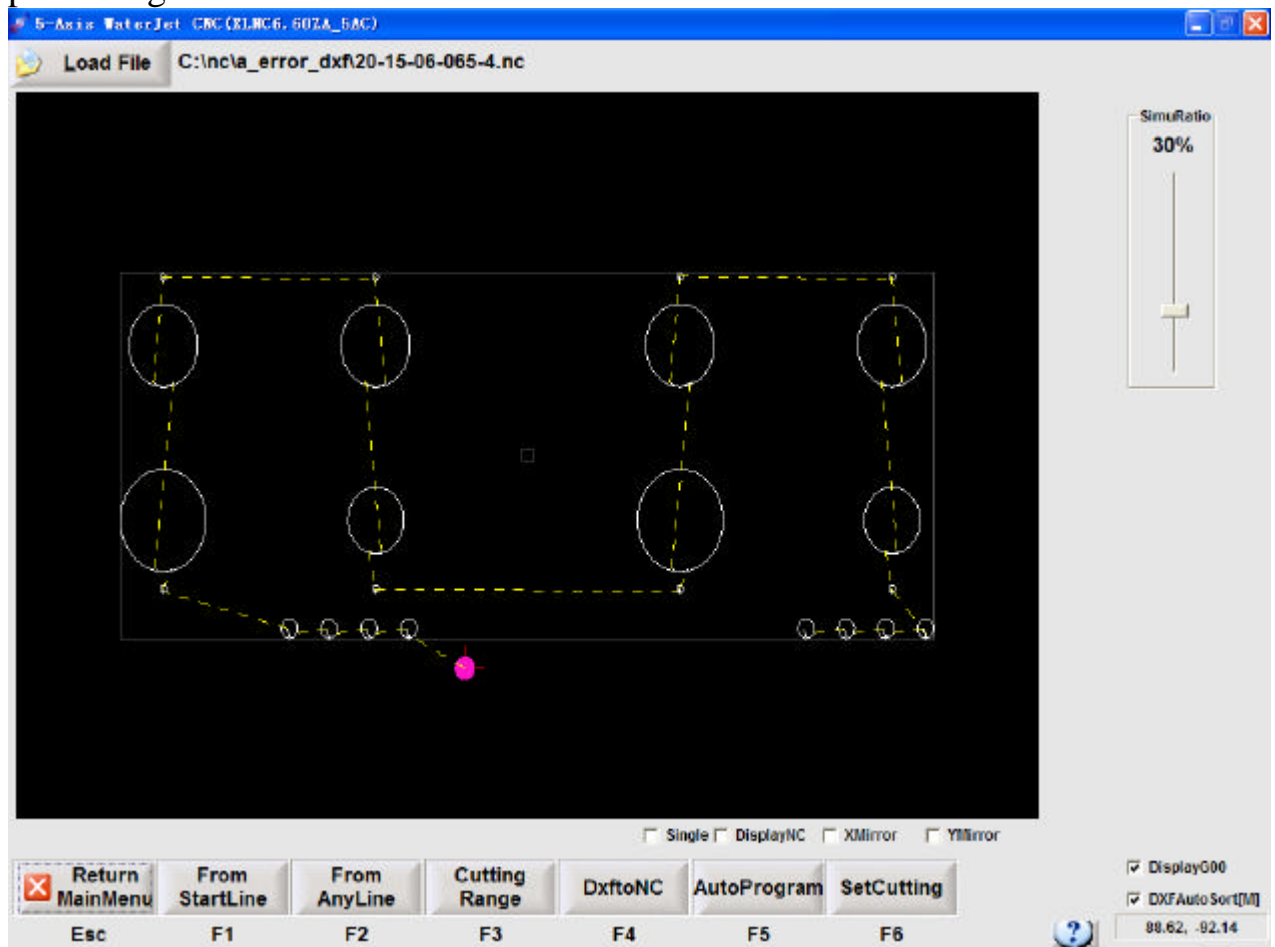 5-Axis WaterJet CNC(XLNC6.60ZA_5AC)
Load File C:\nc\a_error_dxf\20-15-06-065-4.nc
SimuRatio
30%
Single DisplayNC XMirror YMirror
DisplayG00
DXFAutoSort[M]
88.62, -92.14
Return MainMenu
From StartLine
From AnyLine
Cutting Range
DxftoNC
AutoProgram
SetCutting
Esc F1 F2 F3 F4 F5 F6